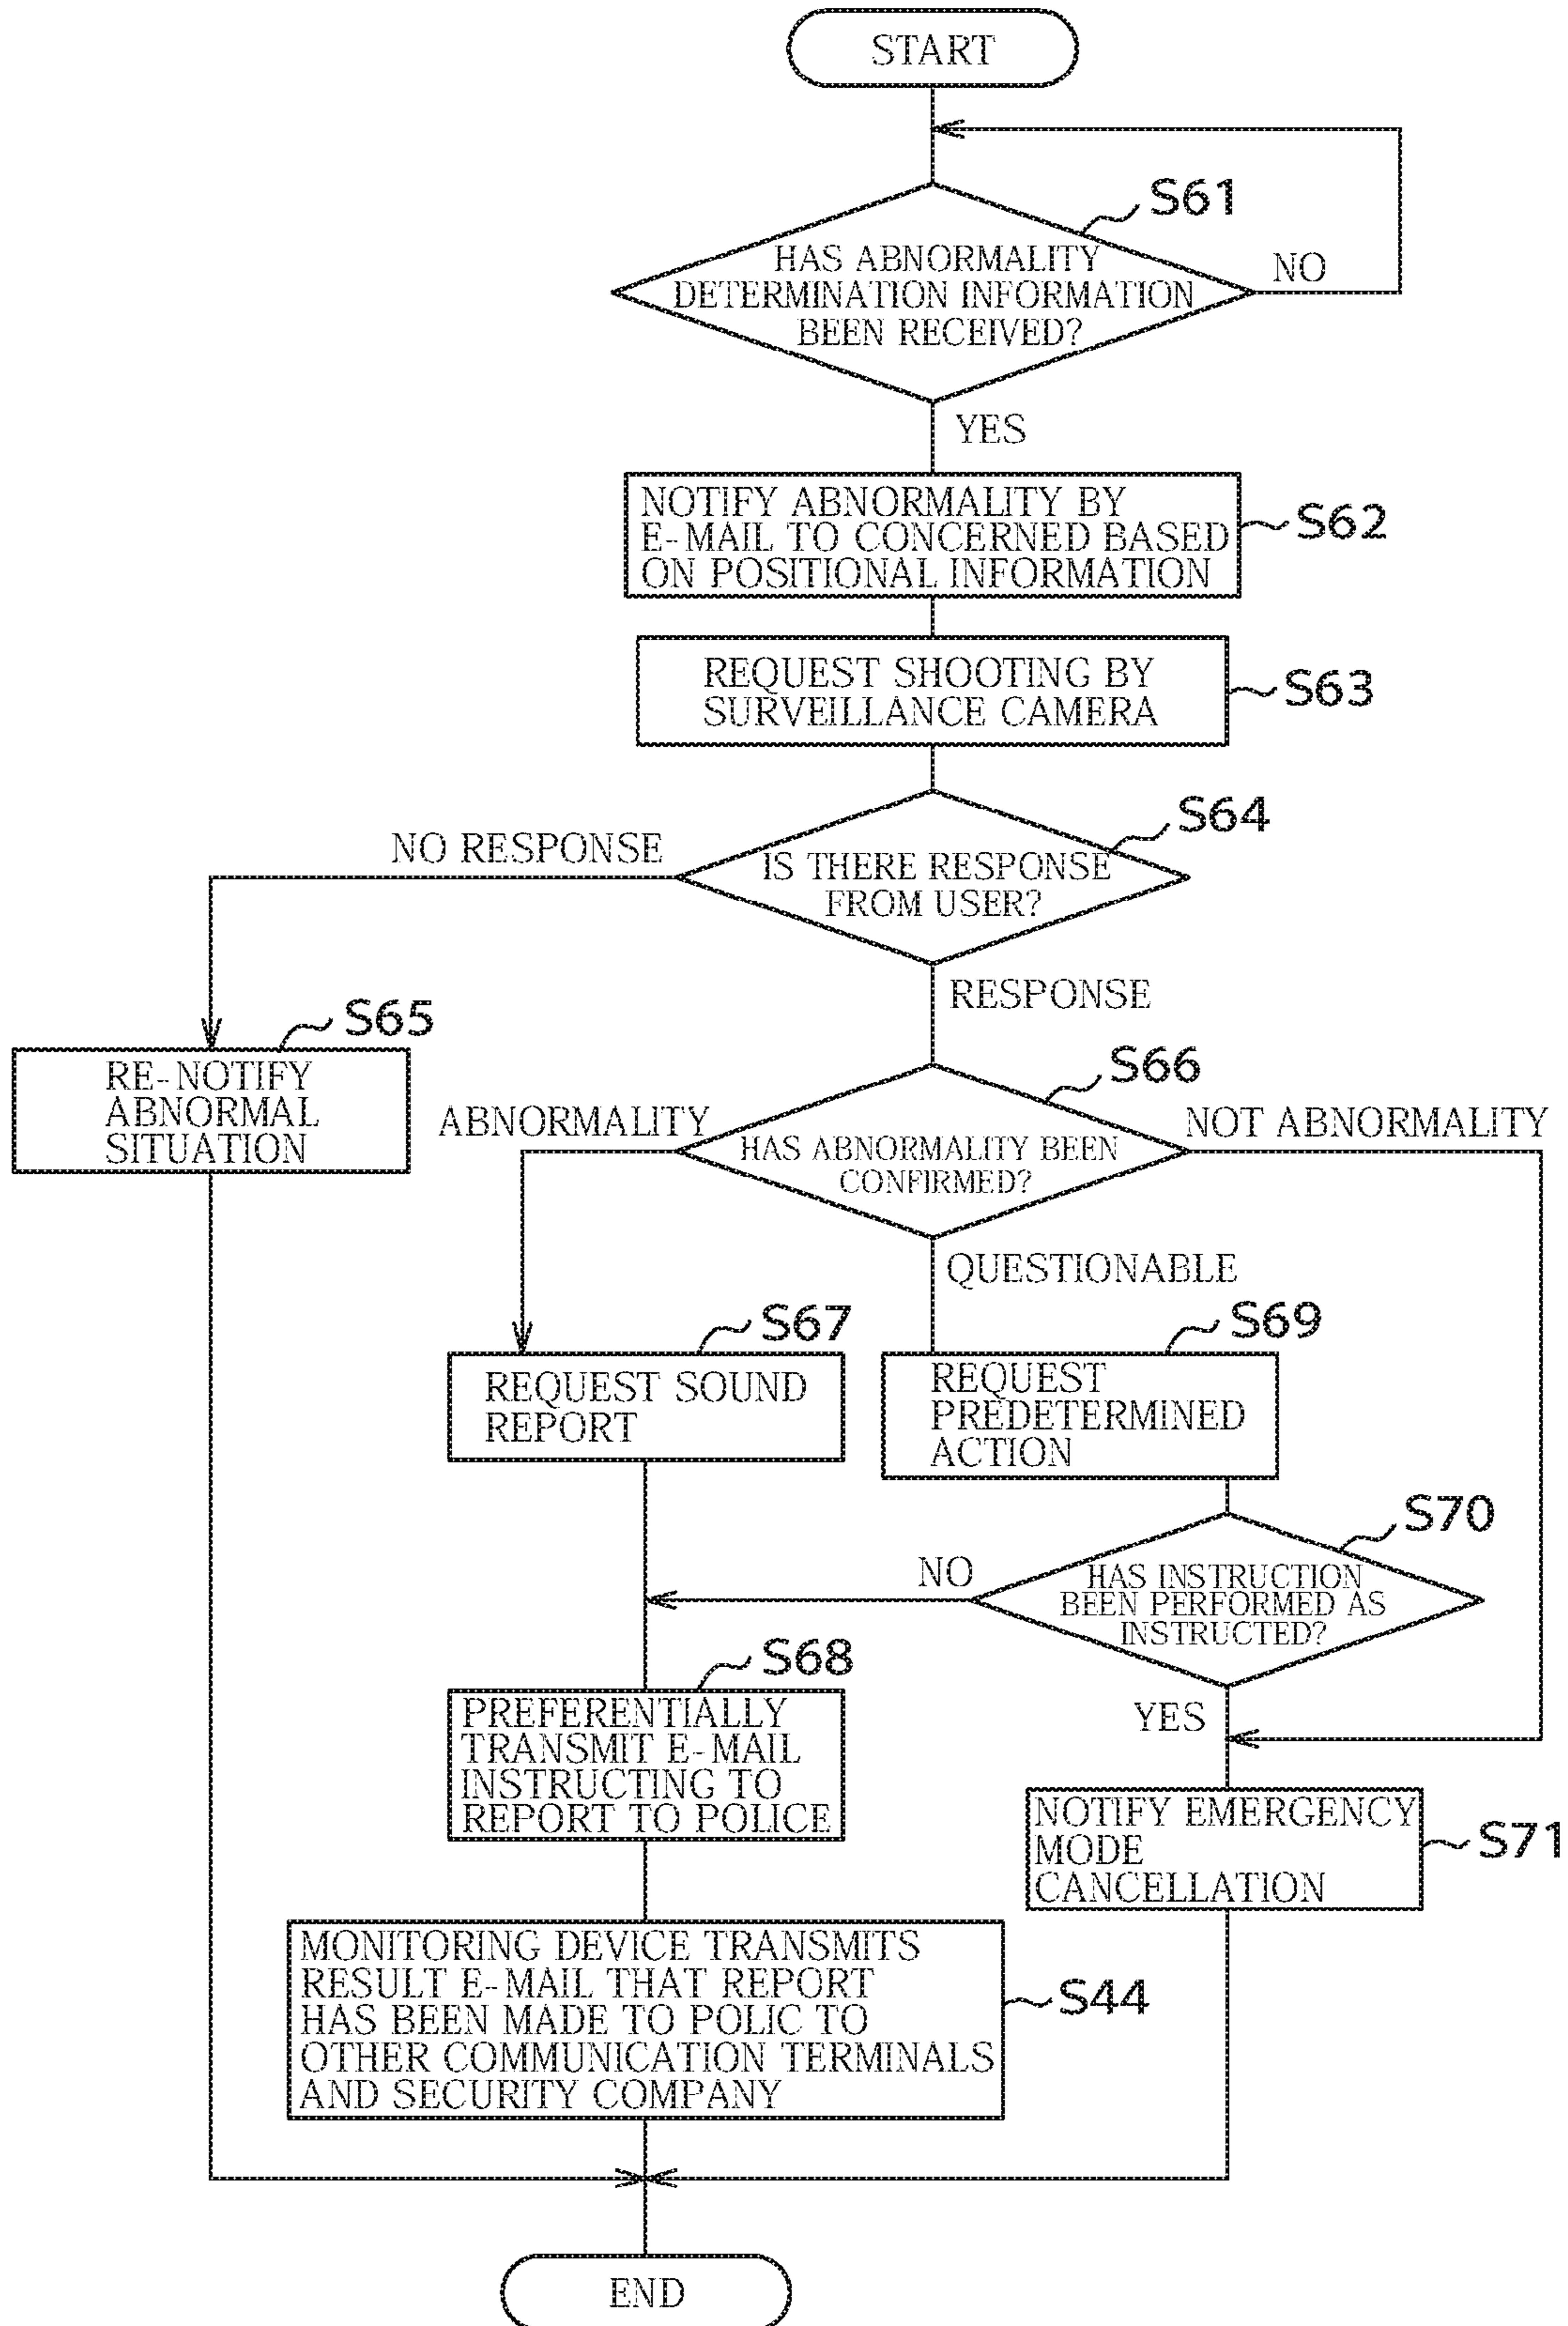 START
S61
HAS ABNORMALITY
DETERMINATION INFORMATION
BEEN RECEIVED?
NO
YES
NOTIFY ABNORMALITY BY
E-MAIL TO CONCERNED BASED
ON POSITIONAL INFORMATION
S62
REQUEST SHOOTING BY
SURVEILLANCE CAMERA
S63
S64
NO RESPONSE
IS THERE RESPONSE
FROM USER?
RESPONSE
S65
RE-NOTIFY
ABNORMAL
SITUATION
S66
ABNORMALITY
NOT ABNORMALITY
HAS ABNORMALITY BEEN
CONFIRMED?
QUESTIONABLE
S67
REQUEST SOUND
REPORT
S69
REQUEST
PREDETERMINED
ACTION
S70
NO
HAS INSTRUCTION
BEEN PERFORMED AS
INSTRUCTED?
YES
S68
PREFERENTIALLY
TRANSMIT E-MAIL
INSTRUCTING TO
REPORT TO POLICE
NOTIFY EMERGENCY
MODE
CANCELLATION
S71
MONITORING DEVICE TRANSMITS
RESULT E-MAIL THAT REPORT
HAS BEEN MADE TO POLIC TO
OTHER COMMUNICATION TERMINALS
AND SECURITY COMPANY
S44
END